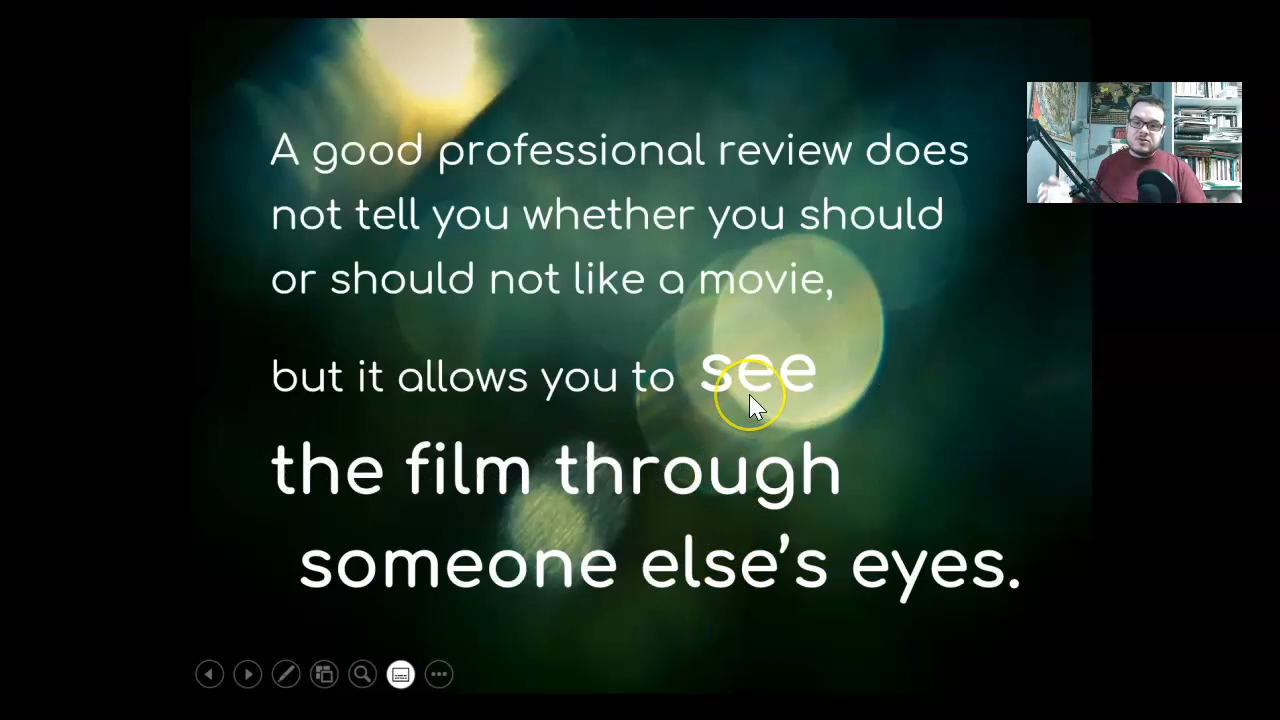 A good professional review does
not tell you whether you should
or should not like a movie,
but it allows you to see
the film through
someone else’s eyes.